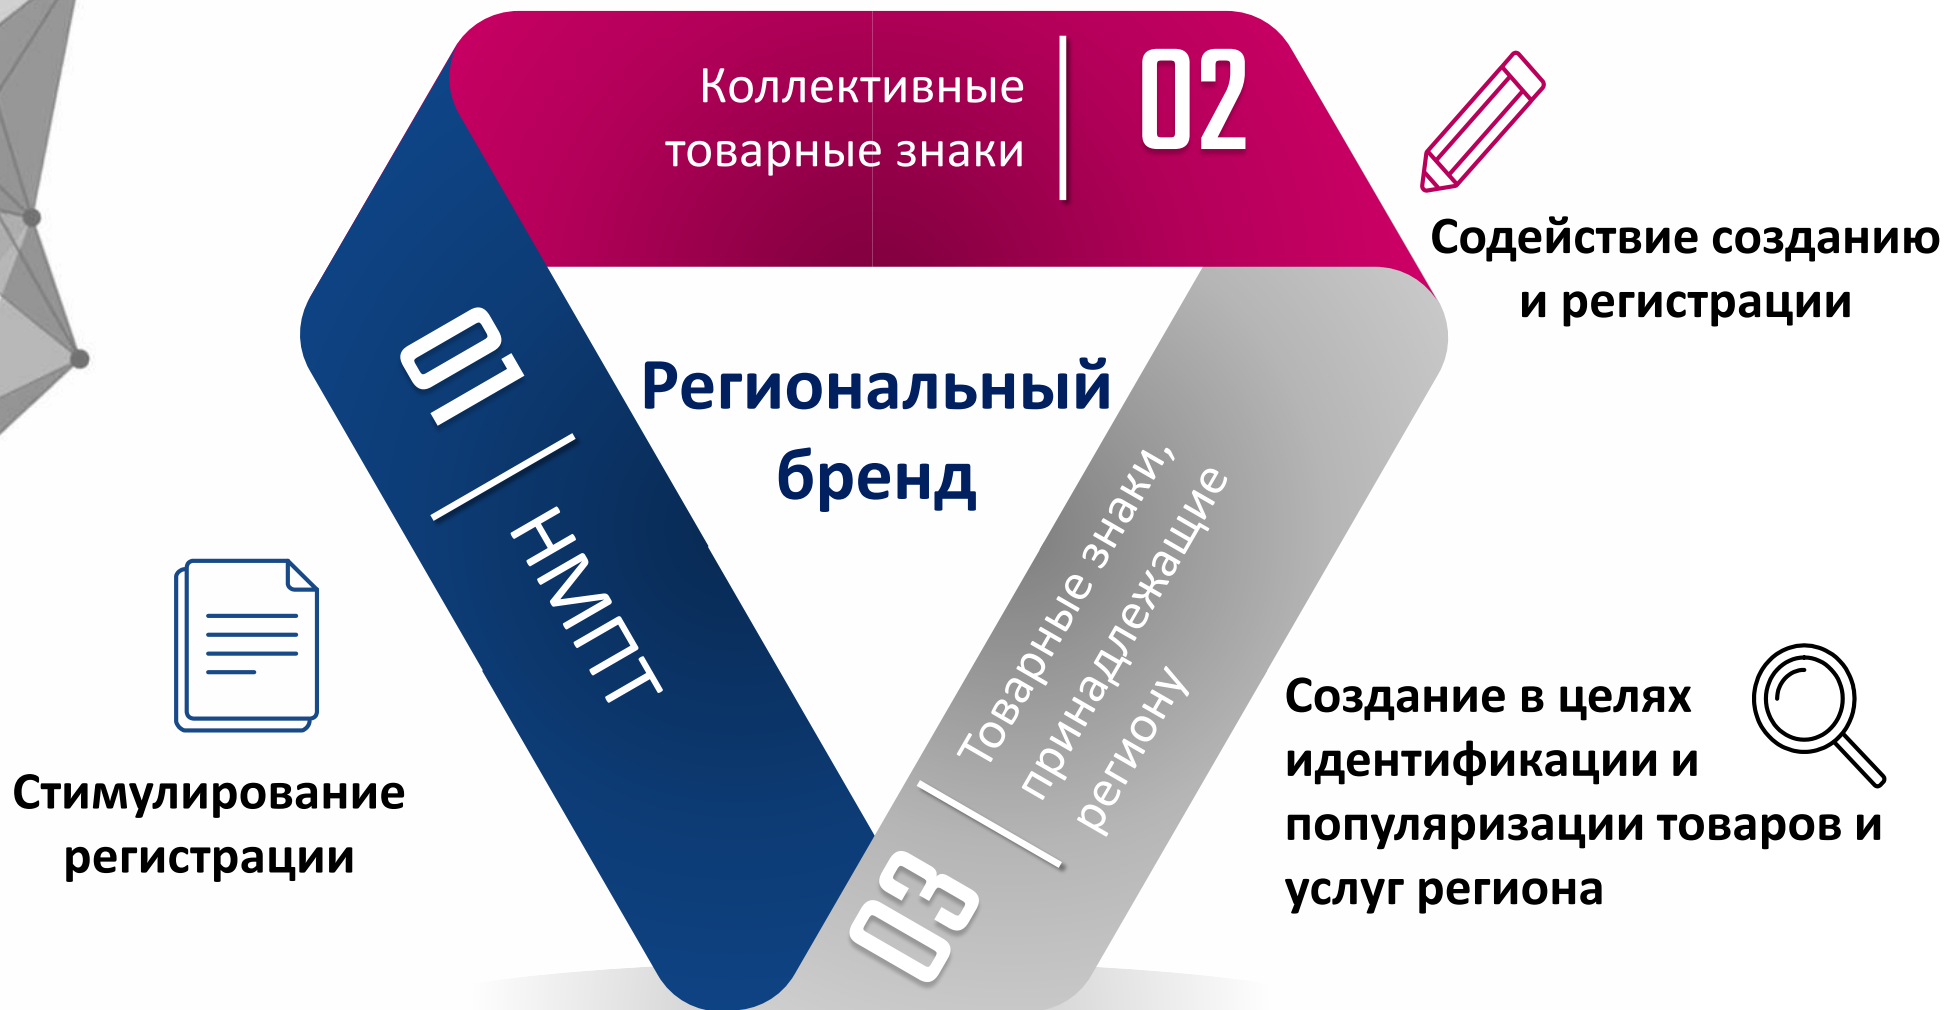 Коллективные
товарные знаки
02
Содействие созданию
и регистрации
01
НМПТ
Региональный
бренд
Товарные знаки,
принадлежащие
региону
03
Стимулирование
регистрации
Создание в целях
идентификации и
популяризации товаров и
услуг региона